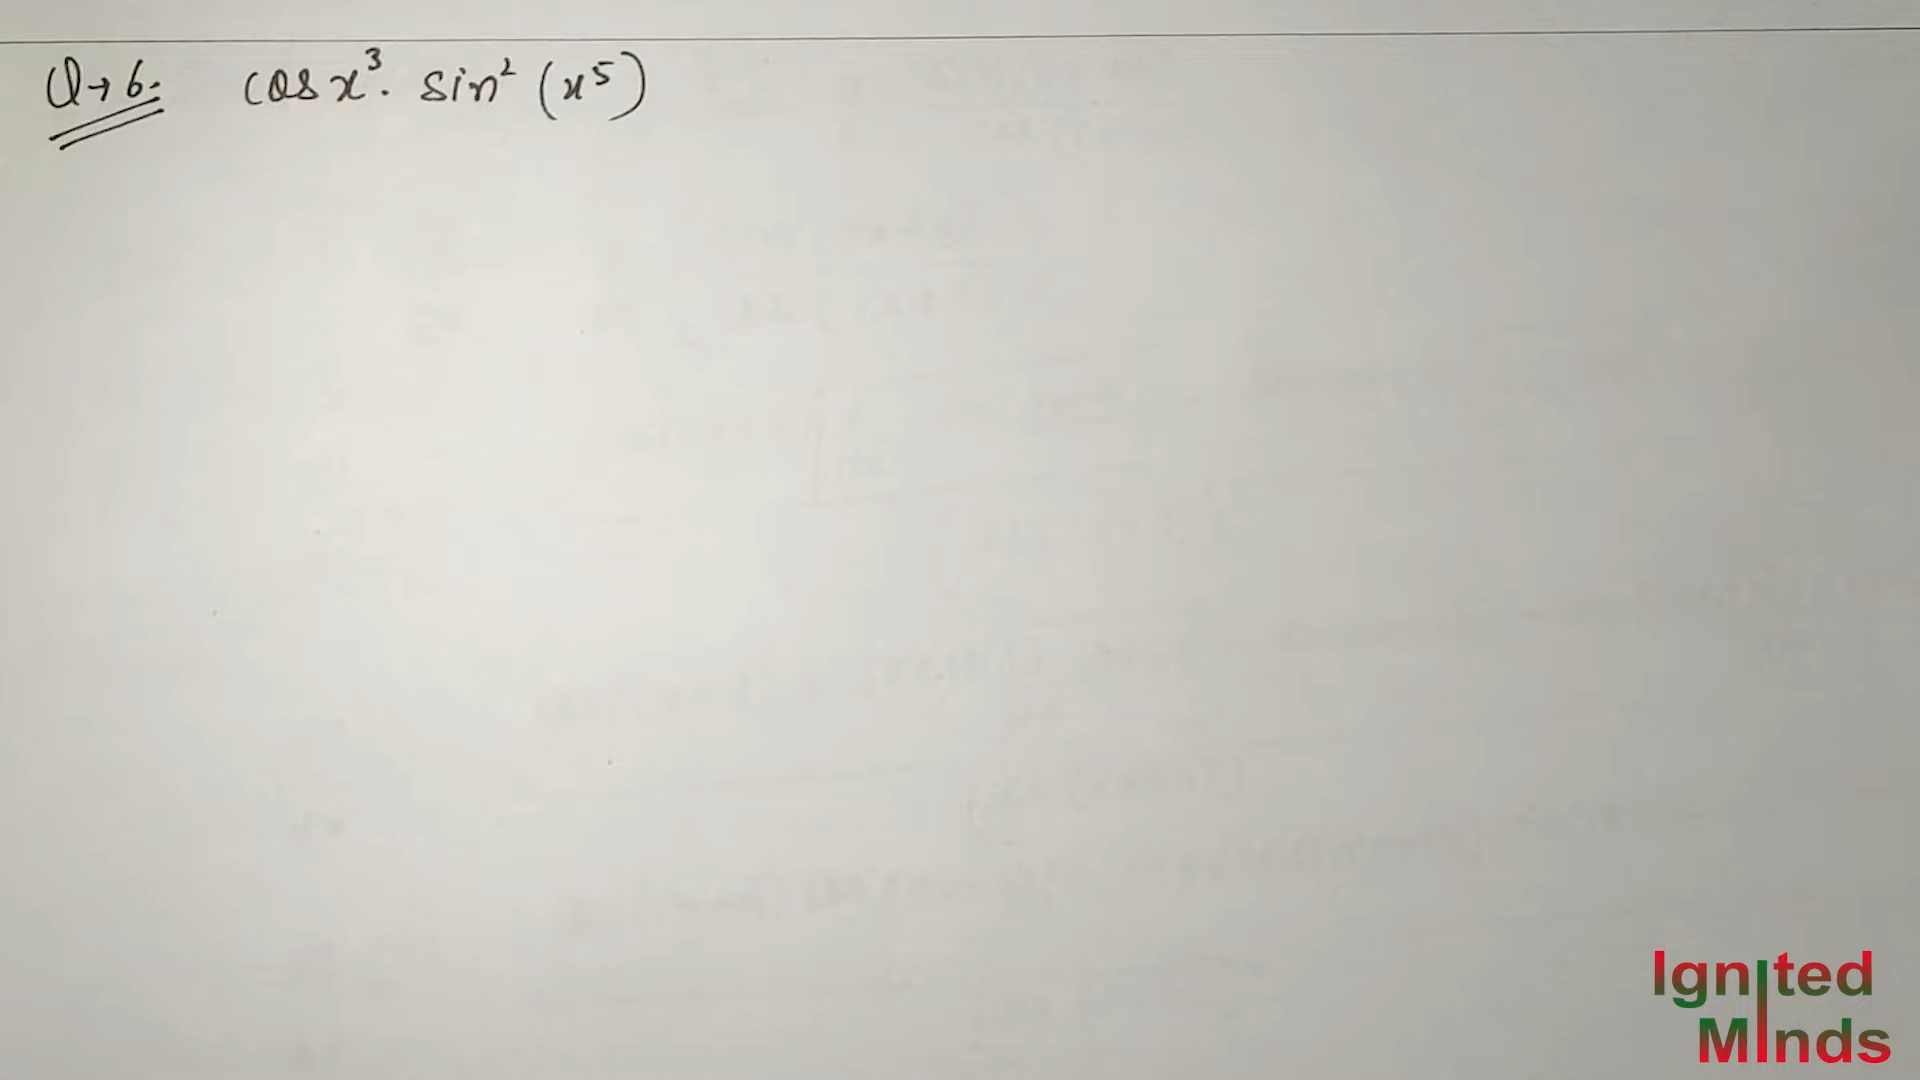 Q→6. cos x³. sin² (x⁵)
Ignited
Minds